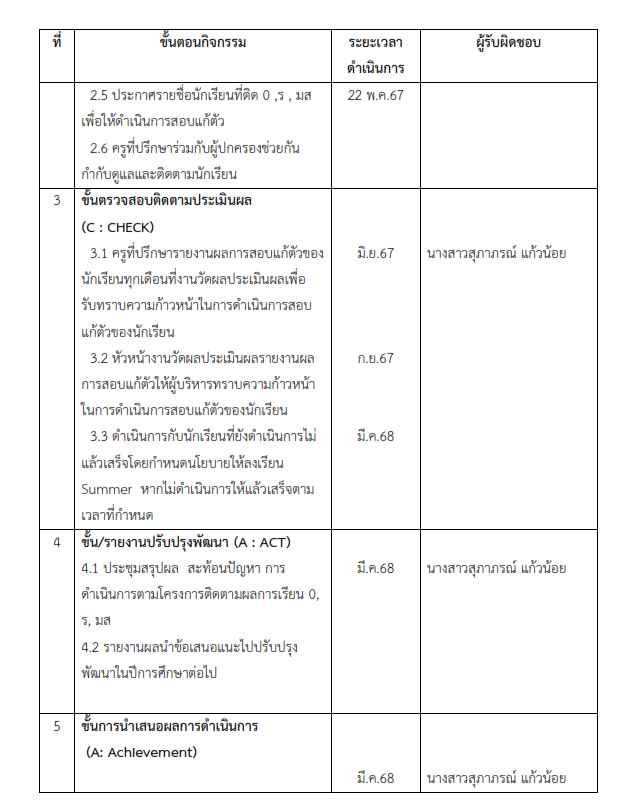 ที่ ขั้นตอนกิจกรรม ระยะเวลา ผู้รับผิดชอบ
ดำเนินการ
2.5 ประกาศรายชื่อนักเรียนที่ติด 0 ,ร , มส 22 พ.ค.67
เพื่อให้ดำเนินการสอบแก้ตัว
2.6 ครูที่ปรึกษาร่วมกับผู้ปกครองช่วยกัน
กำกับดูแลและติดตามนักเรียน
3 ขั้นตรวจสอบติดตามประเมินผล
(C : CHECK)
3.1 ครูที่ปรึกษารายงานผลการสอบแก้ตัวของ มิ.ย.67 นางสาวสุภาภรณ์ แก้วน้อย
นักเรียนทุกเดือนที่งานวัดผลประเมินผลเพื่อ
รับทราบความก้าวหน้าในการดำเนินการสอบ
แก้ตัวของนักเรียน
3.2 หัวหน้างานวัดผลประเมินผลรายงานผล ก.ย.67
การสอบแก้ตัวให้ผู้บริหารทราบความก้าวหน้า
ในการดำเนินการสอบแก้ตัวของนักเรียน
3.3 ดำเนินการกับนักเรียนที่ยังดำเนินการไม่ มี.ค.68
แล้วเสร็จโดยกำหนดนโยบายให้ลงเรียน
Summer หากไม่ดำเนินการให้แล้วเสร็จตาม
เวลาที่กำหนด
4 ขั้น/รายงานปรับปรุงพัฒนา (A : ACT)
4.1 ประชุมสรุปผล สะท้อนปัญหา การ มี.ค.68 นางสาวสุภาภรณ์ แก้วน้อย
ดำเนินการตามโครงการติดตามผลการเรียน 0,
ร, มส
4.2 รายงานผลนำข้อเสนอแนะไปปรับปรุง
พัฒนาในปีการศึกษาต่อไป
5 ขั้นการนำเสนอผลการดำเนินการ
(A: AchIevement)
มี.ค.68 นางสาวสุภาภรณ์ แก้วน้อย